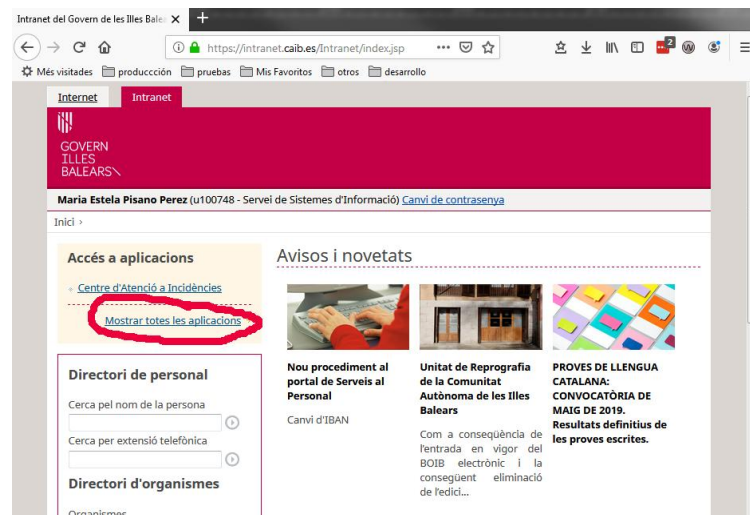 Intranet del Govern de les Illes Balea
https://intranet.caib.es/Intranet/index.jsp
2
Més visitades produccción pruebas Mis Favoritos otros desarrollo
Internet Intranet
GOVERN
ILLES
BALEARS
Maria Estela Pisano Perez (u100748 - Servei de Sistemes d'Informació) Canvi de contrasenya
Inici ›
Accés a aplicacions
Centre d'Atenció a Incidències
Mostrar totes les aplicacions
Directori de personal
Cerca pel nom de la persona
Cerca per extensió telefònica
Directori d'organismes
Organismes
Avisos i novetats
Nou procediment al
portal de Serveis al
Personal
Canvi d'IBAN
Unitat de Reprografia
de la Comunitat
Autònoma de les Illes
Balears
Com a conseqüència de
l'entrada en vigor del
BOIB electrònic i la
consegüent eliminació
de l'edici...
PROVES DE LLENGUA
CATALANA:
CONVOCATÒRIA DE
MAIG DE 2019.
Resultats definitius de
les proves escrites.